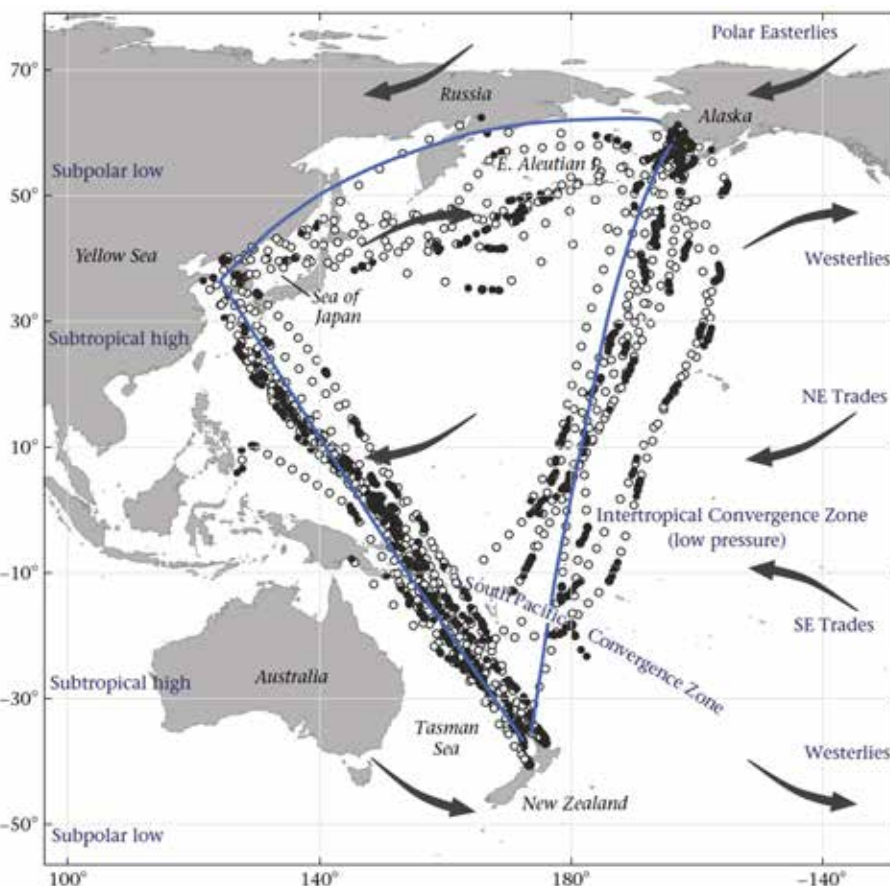 Polar Easterlies
70°
Russia
Alaska
Subpolar low
E. Aleutian I.
50°
Yellow Sea
Westerlies
Sea of
Japan
30°
Subtropical high
NE Trades
10°
Intertropical Convergence Zone
(low pressure)
−10°
South Pacific Convergence Zone
SE Trades
Australia
Subtropical high
−30°
Tasman
Sea
Westerlies
New Zealand
−50°
Subpolar low
100°
140°
180°
−140°